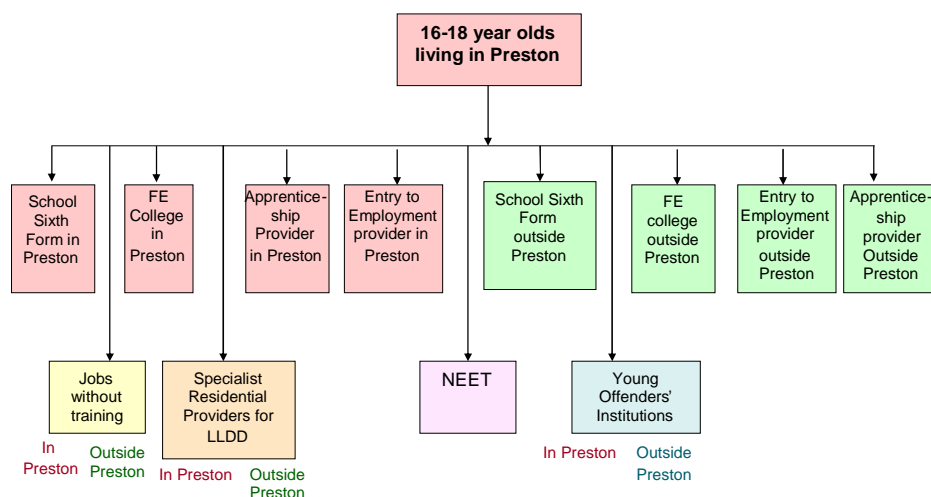 16-18 year olds
living in Preston
School
Sixth
Form in
Preston
FE
College
in
Preston
Apprentice-
ship
Provider
in Preston
Entry to
Employment
provider in
Preston
School Sixth
Form
outside
Preston
FE
college
outside
Preston
Entry to
Employment
provider
outside
Preston
Apprentice-
ship
provider
Outside
Preston
Jobs
without
training
Specialist
Residential
Providers for
LLDD
NEET
Young
Offenders'
Institutions
In
Preston
Outside
Preston
In Preston
Outside
Preston
In Preston
Outside
Preston